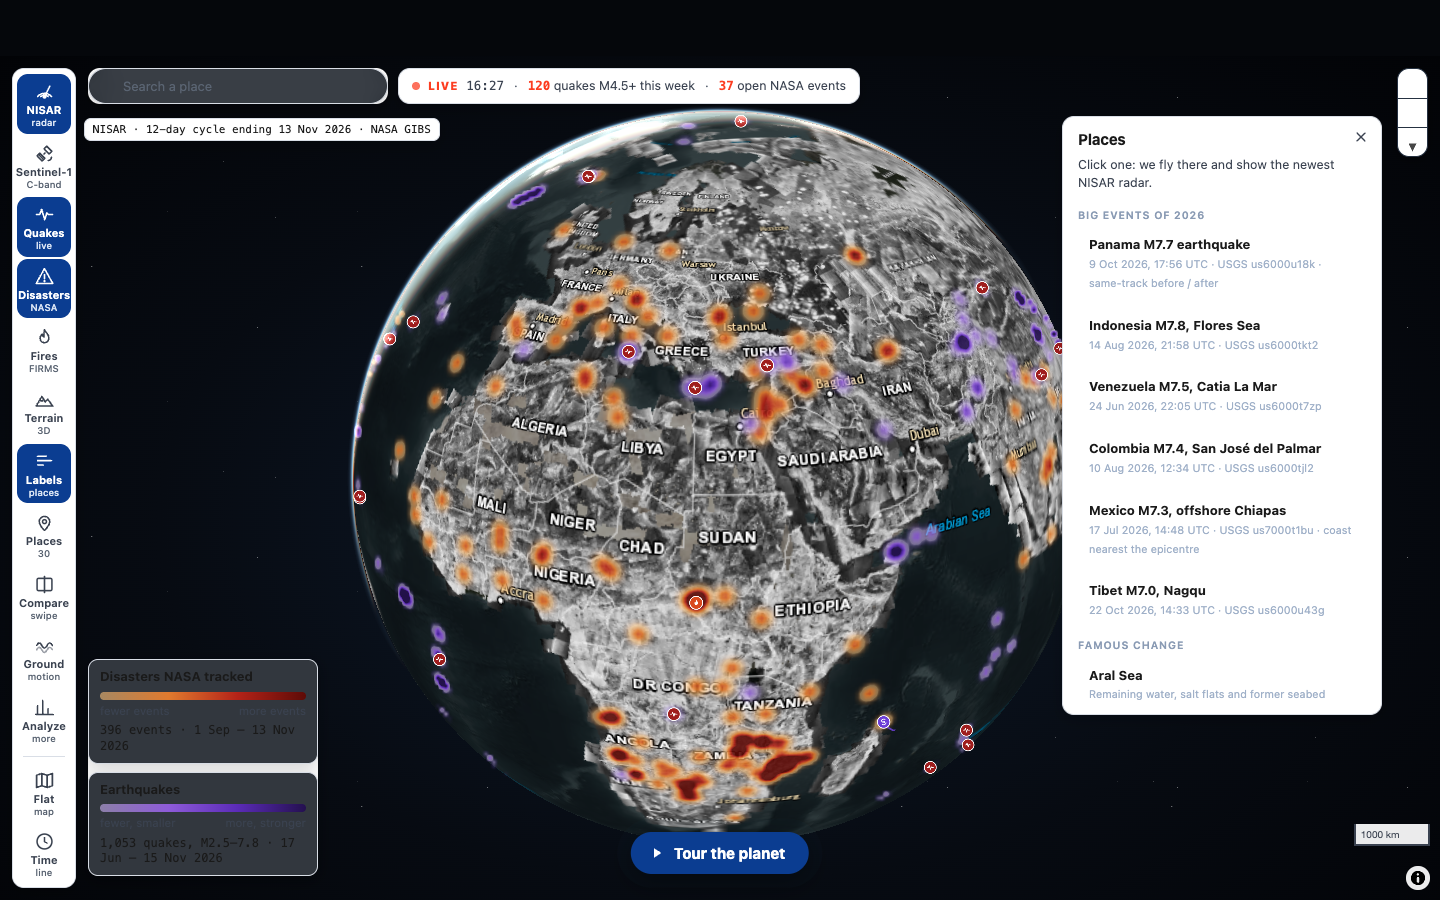 NISAR
radar
Sentinel-1
C-band
Quakes
live
Disasters
NASA
Fires
FIRMS
Terrain
3D
Labels
places
Places
30
Compare
swipe
Ground
motion
Analyze
more
Flat
map
Time
line
Search a place
LIVE 16:27 · 120 quakes M4.5+ this week · 37 open NASA events
NISAR · 12-day cycle ending 13 Nov 2026 · NASA GIBS
Warsaw
UKRAINE
Paris
FRANCE
ITALY
Istanbul
GREECE
TURKEY
Baghdad
IRAN
ALGERIA
LIBYA
EGYPT
SAUDI ARABIA
Dubai
MALI
NIGER
CHAD
SUDAN
Arabian Sea
NIGERIA
Accra
ETHIOPIA
DR CONGO
TANZANIA
ANGOLA
Disasters NASA tracked
fewer events more events
396 events · 1 Sep – 13 Nov
2026
Earthquakes
fewer, smaller more, stronger
1,053 quakes, M2.5–7.8 · 17
Jun – 15 Nov 2026
Tour the planet
Places
Click one: we fly there and show the newest
NISAR radar.
BIG EVENTS OF 2026
Panama M7.7 earthquake
9 Oct 2026, 17:56 UTC · USGS us6000u18k ·
same-track before / after
Indonesia M7.8, Flores Sea
14 Aug 2026, 21:58 UTC · USGS us6000tkt2
Venezuela M7.5, Catia La Mar
24 Jun 2026, 22:05 UTC · USGS us6000t7zp
Colombia M7.4, San José del Palmar
10 Aug 2026, 12:34 UTC · USGS us6000tjl2
Mexico M7.3, offshore Chiapas
17 Jul 2026, 14:48 UTC · USGS us7000t1bu · coast
nearest the epicentre
Tibet M7.0, Nagqu
22 Oct 2026, 14:33 UTC · USGS us6000u43g
FAMOUS CHANGE
Aral Sea
Remaining water, salt flats and former seabed
1000 km